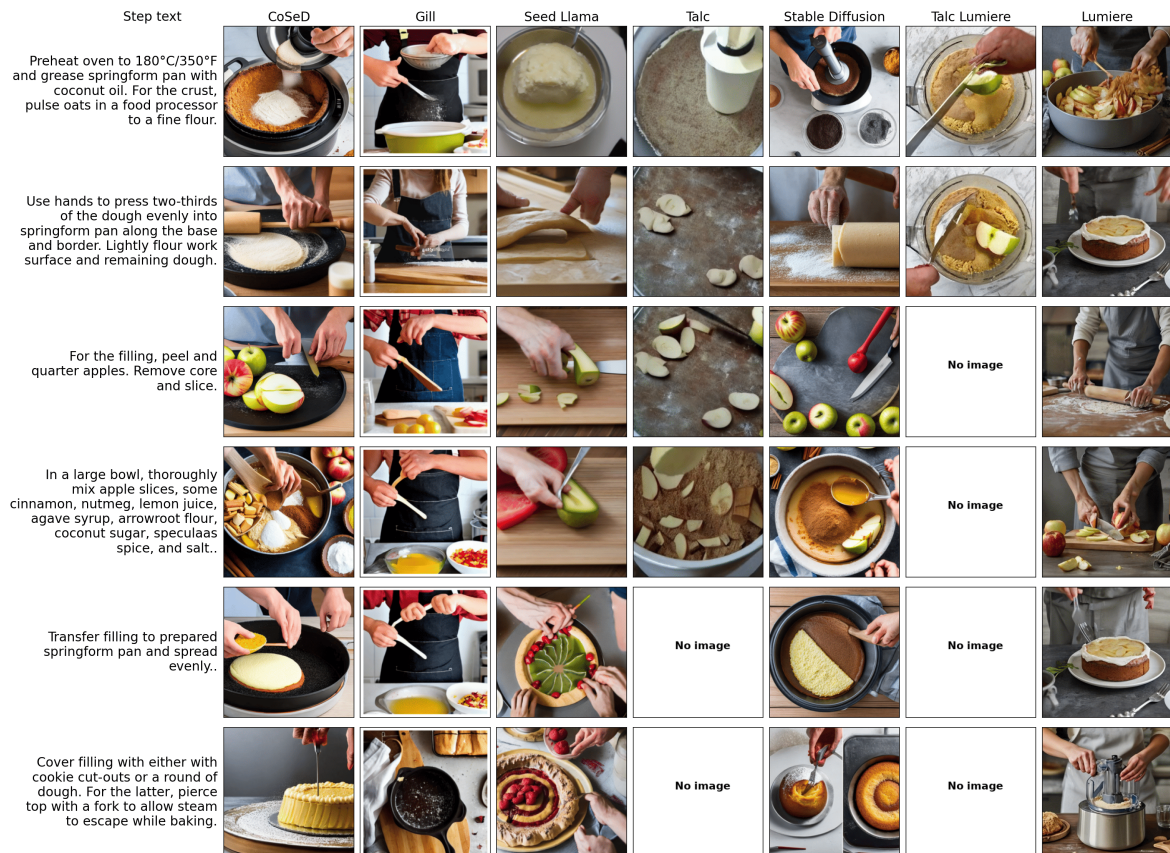 Step text CoSeD Gill Seed Llama Talc Stable Diffusion Talc Lumiere Lumiere
Preheat oven to 180°C/350°F
and grease springform pan with
coconut oil. For the crust,
pulse oats in a food processor
to a fine flour.
Use hands to press two-thirds
of the dough evenly into
springform pan along the base
and border. Lightly flour work
surface and remaining dough.
For the filling, peel and
quarter apples. Remove core
and slice.
No image
In a large bowl, thoroughly
mix apple slices, some
cinnamon, nutmeg, lemon juice,
agave syrup, arrowroot flour,
coconut sugar, speculaas
spice, and salt..
No image
Transfer filling to prepared
springform pan and spread
evenly..
No image
No image
Cover filling with either with
cookie cut-outs or a round of
dough. For the latter, pierce
top with a fork to allow steam
to escape while baking.
No image
No image